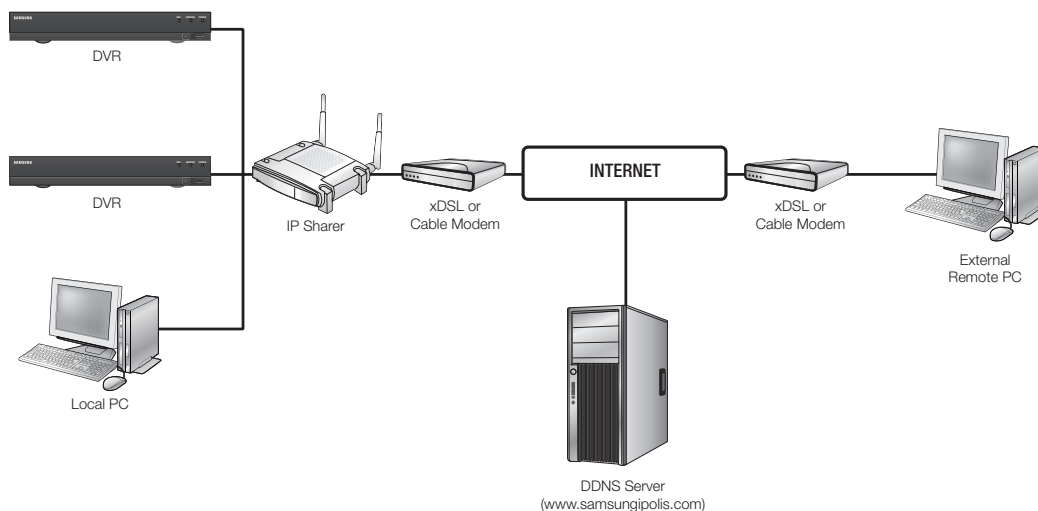 SAMSUNG
DVR
SAMSUNG
DVR
IP Sharer
xDSL or
Cable Modem
INTERNET
xDSL or
Cable Modem
External
Remote PC
Local PC
DDNS Server
(www.samsungipolis.com)